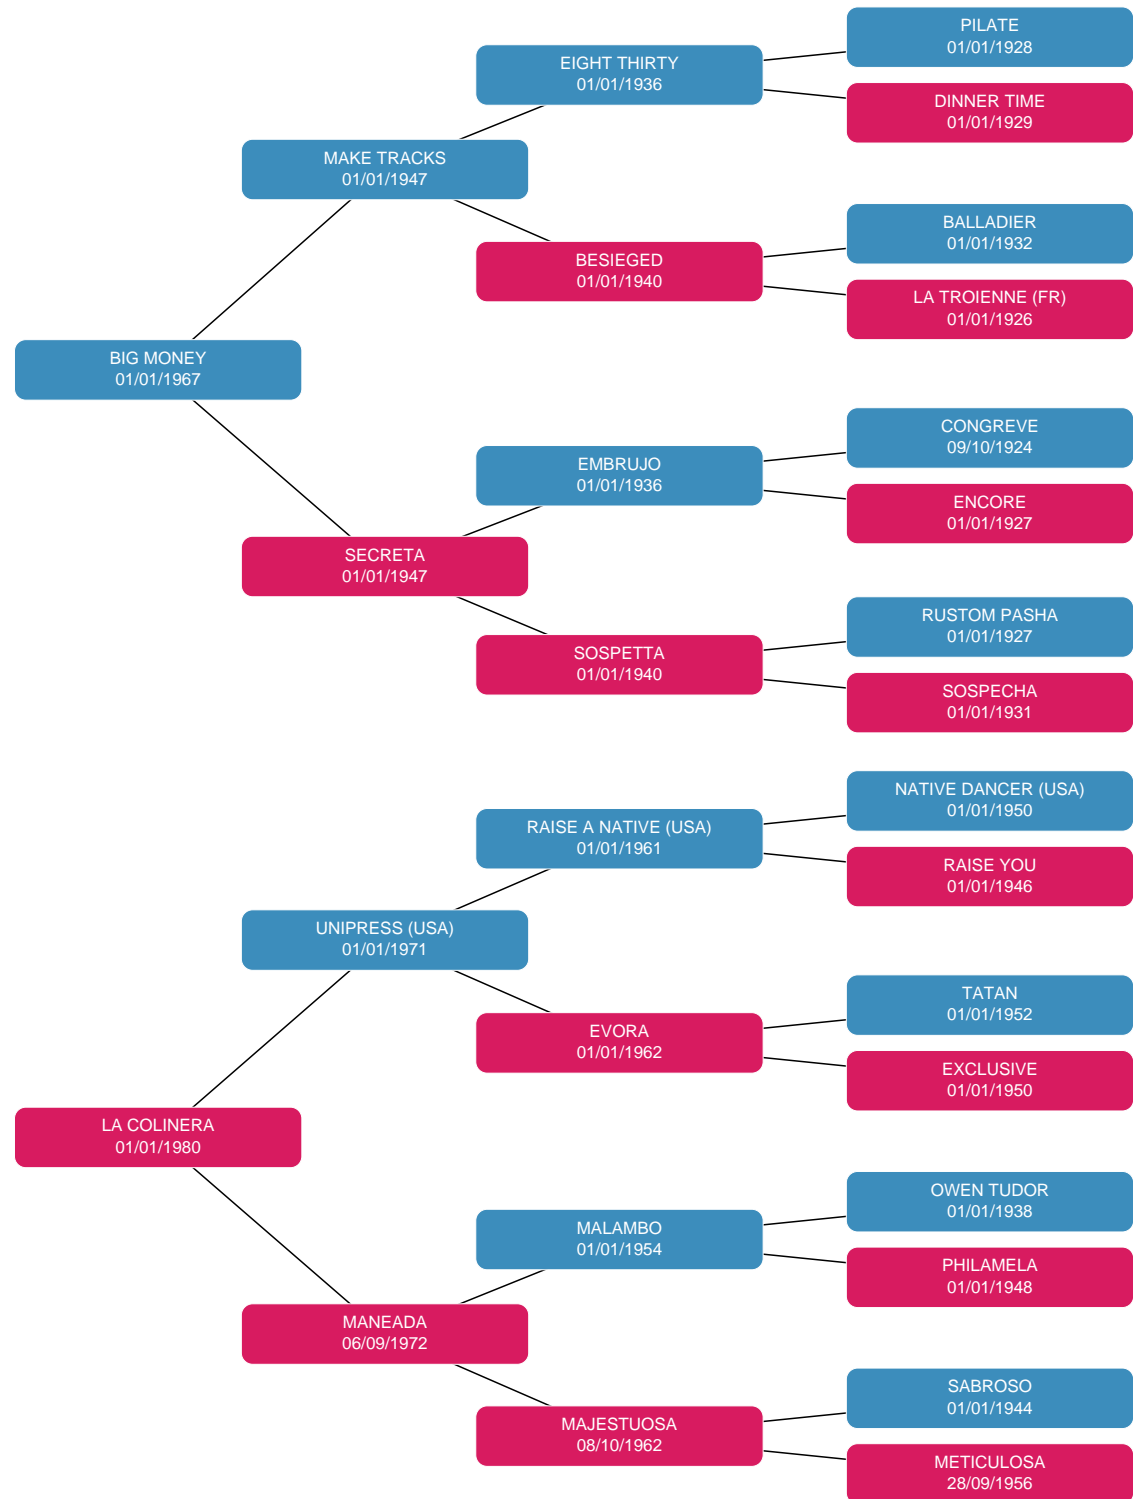 PILATE
01/01/1928
EIGHT THIRTY
01/01/1936
DINNER TIME
01/01/1929
MAKE TRACKS
01/01/1947
BALLADIER
01/01/1932
BESIEGED
01/01/1940
LA TROIENNE (FR)
01/01/1926
BIG MONEY
01/01/1967
CONGREVE
09/10/1924
EMBRUJO
01/01/1936
ENCORE
01/01/1927
SECRETA
01/01/1947
RUSTOM PASHA
01/01/1927
SOSPETTA
01/01/1940
SOSPECHA
01/01/1931
NATIVE DANCER (USA)
01/01/1950
RAISE A NATIVE (USA)
01/01/1961
RAISE YOU
01/01/1946
UNIPRESS (USA)
01/01/1971
TATAN
01/01/1952
EVORA
01/01/1962
EXCLUSIVE
01/01/1950
LA COLINERA
01/01/1980
OWEN TUDOR
01/01/1938
MALAMBO
01/01/1954
PHILAMELA
01/01/1948
MANEADA
06/09/1972
SABROSO
01/01/1944
MAJESTUOSA
08/10/1962
METICULOSA
28/09/1956